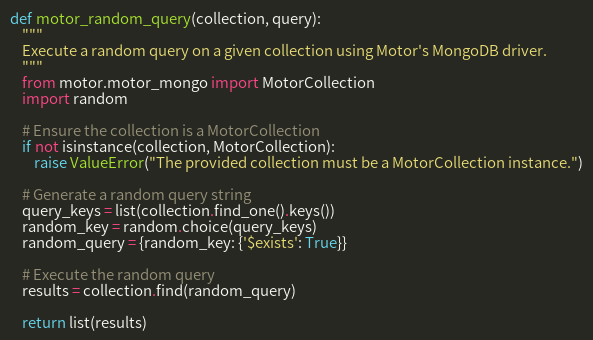 def motor_random_query(collection, query):
    """
    Execute a random query on a given collection using Motor's MongoDB driver.
    """
    from motor.motor_mongo import MotorCollection
    import random

    # Ensure the collection is a MotorCollection
    if not isinstance(collection, MotorCollection):
        raise ValueError("The provided collection must be a MotorCollection instance.")

    # Generate a random query string
    query_keys = list(collection.find_one().keys())
    random_key = random.choice(query_keys)
    random_query = {random_key: {'$exists': True}}

    # Execute the random query
    results = collection.find(random_query)

    return list(results)